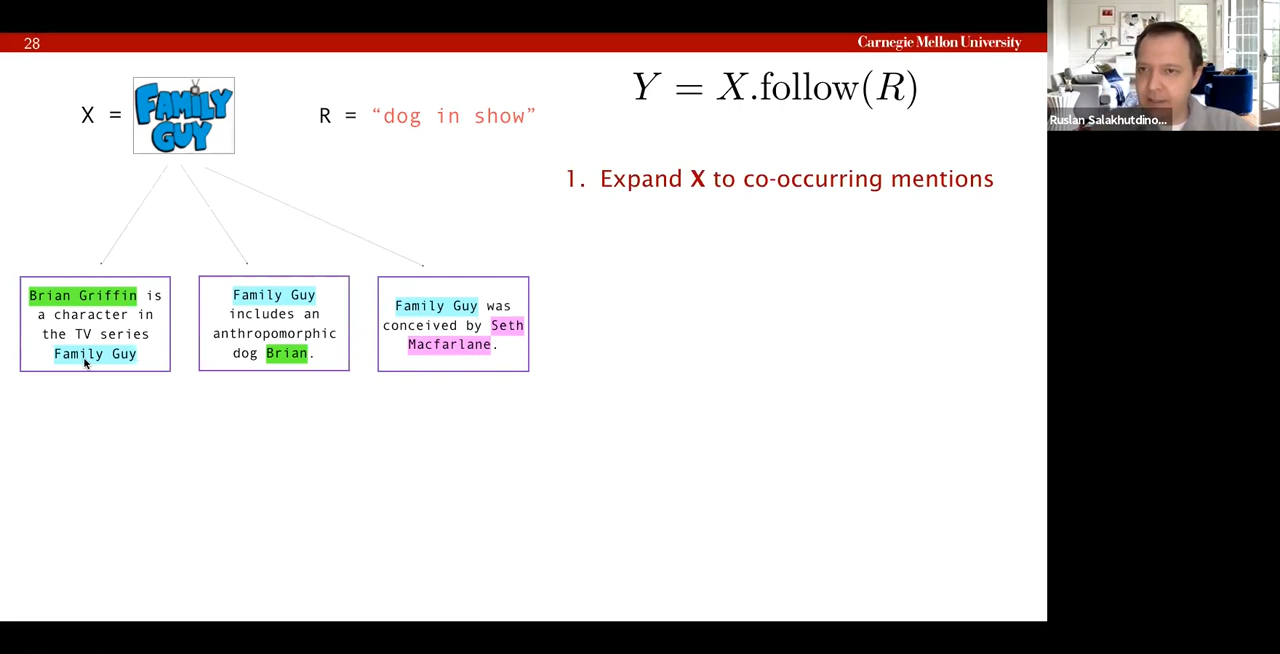 28
Carnegie Mellon University
X =
FAMILY
GUY
R = “dog in show”
Y = X.follow(R)
Ruslan Salakhutdino...
1. Expand X to co-occurring mentions
Brian Griffin is
a character in
the TV series
Family Guy
Family Guy
includes an
anthropomorphic
dog Brian.
Family Guy was
conceived by Seth
Macfarlane.